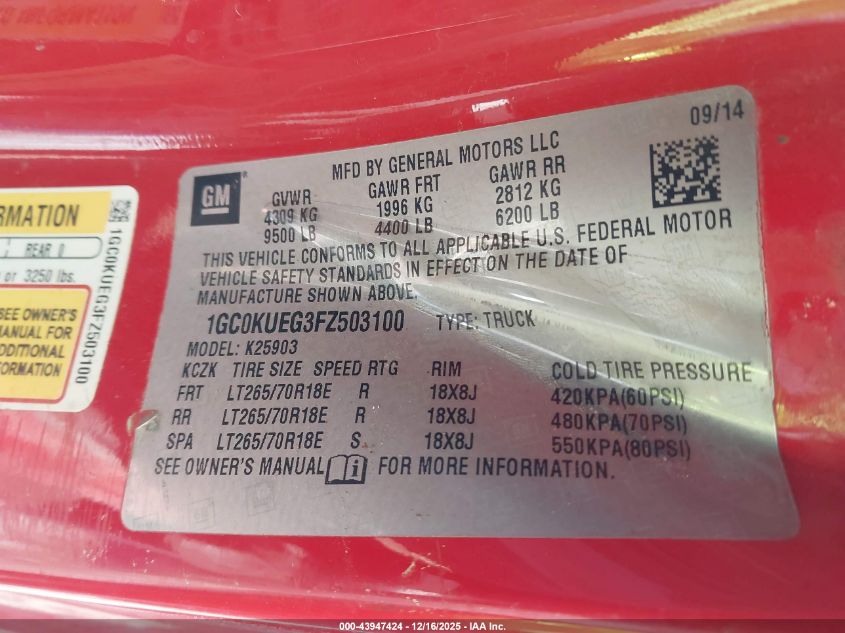 09/14
MFD BY GENERAL MOTORS LLC
GM
GVWR GAWR FRT GAWR RR
4309 KG 1996 KG 2812 KG
9500 LB 4400 LB 6200 LB
THIS VEHICLE CONFORMS TO ALL APPLICABLE U.S. FEDERAL MOTOR
VEHICLE SAFETY STANDARDS IN EFFECT ON THE DATE OF
MANUFACTURE SHOWN ABOVE.
1GC0KUEG3FZ503100 TYPE: TRUCK
MODEL: K25903
KCZK TIRE SIZE SPEED RTG RIM COLD TIRE PRESSURE
FRT LT265/70R18E R 18X8J 420KPA(60PSI)
RR LT265/70R18E R 18X8J 480KPA(70PSI)
SPA LT265/70R18E S 18X8J 550KPA(80PSI)
SEE OWNER'S MANUAL FOR MORE INFORMATION.
RMATION
REAR 0
or 3250 lbs.
SEE OWNER'S
MANUAL FOR
ADDITIONAL
INFORMATION
1GC0KUEG3FZ503100
000-43947424 - 12/16/2025 - IAA Inc.